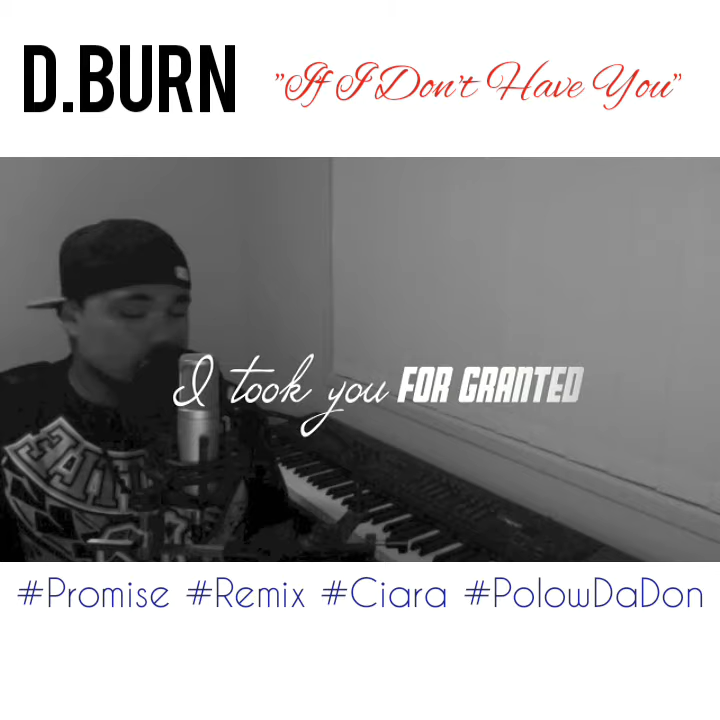 D.BURN "If I Don't Have You"
I took you FOR GRANTED
#Promise #Remix #Ciara #PolowDaDon